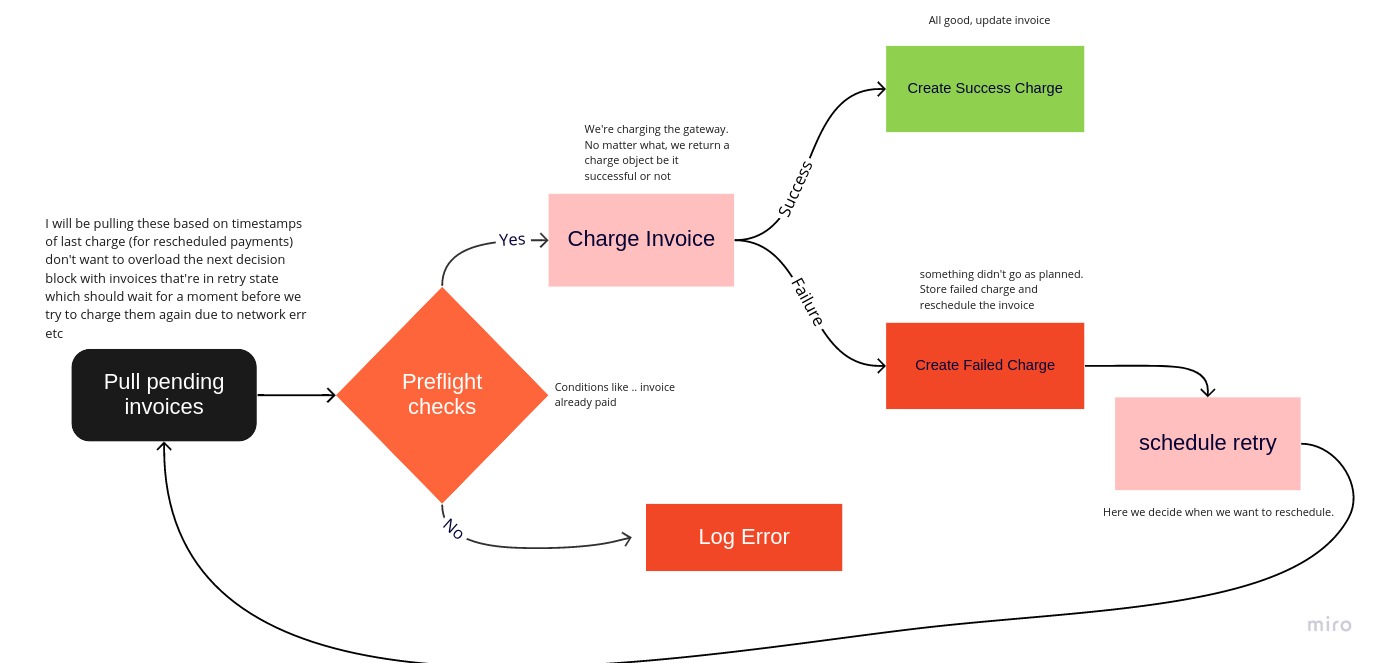 All good, update invoice
Create Success Charge
We're charging the gateway.
No matter what, we return a
charge object be it
successful or not
Success
Charge Invoice
Yes
I will be pulling these based on timestamps
of last charge (for rescheduled payments)
don't want to overload the next decision
block with invoices that're in retry state
which should wait for a moment before we
try to charge them again due to network err
etc
Failure
something didn't go as planned.
Store failed charge and
reschedule the invoice
Create Failed Charge
Pull pending
invoices
Preflight
checks
Conditions like .. invoice
already paid
schedule retry
Here we decide when we want to reschedule.
No
Log Error
miro